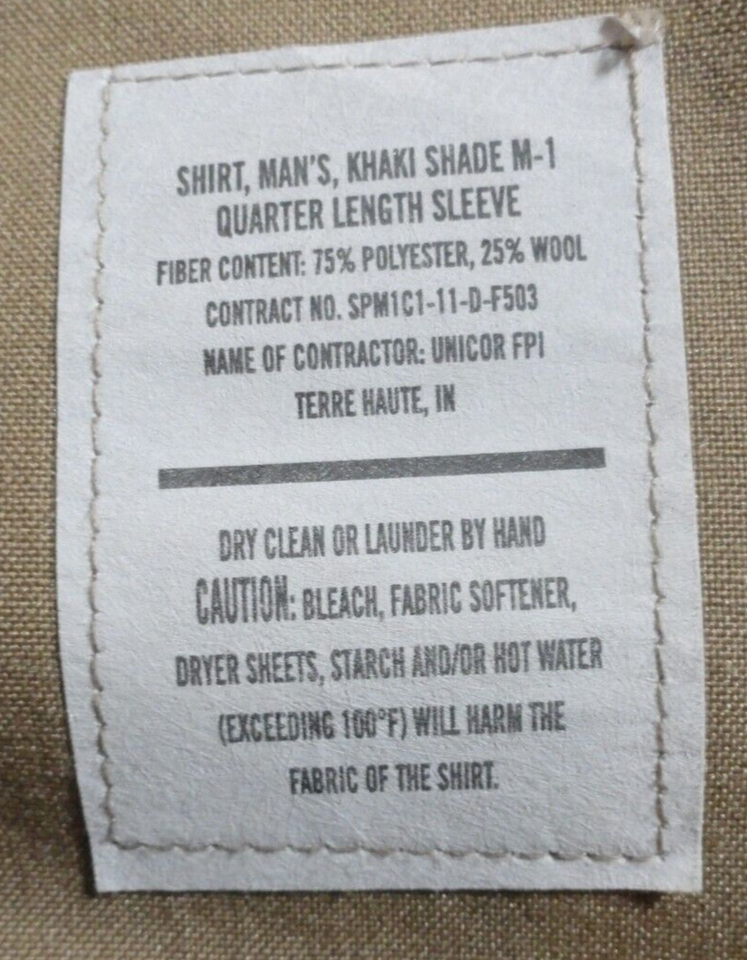 SHIRT, MAN'S, KHAKI SHADE M-1
QUARTER LENGTH SLEEVE
FIBER CONTENT: 75% POLYESTER, 25% WOOL
CONTRACT NO. SPM1C1-11-D-F503
NAME OF CONTRACTOR: UNICOR FPI
TERRE HAUTE, IN
DRY CLEAN OR LAUNDER BY HAND
CAUTION: BLEACH, FABRIC SOFTENER,
DRYER SHEETS, STARCH AND/OR HOT WATER
(EXCEEDING 100°F) WILL HARM THE
FABRIC OF THE SHIRT.